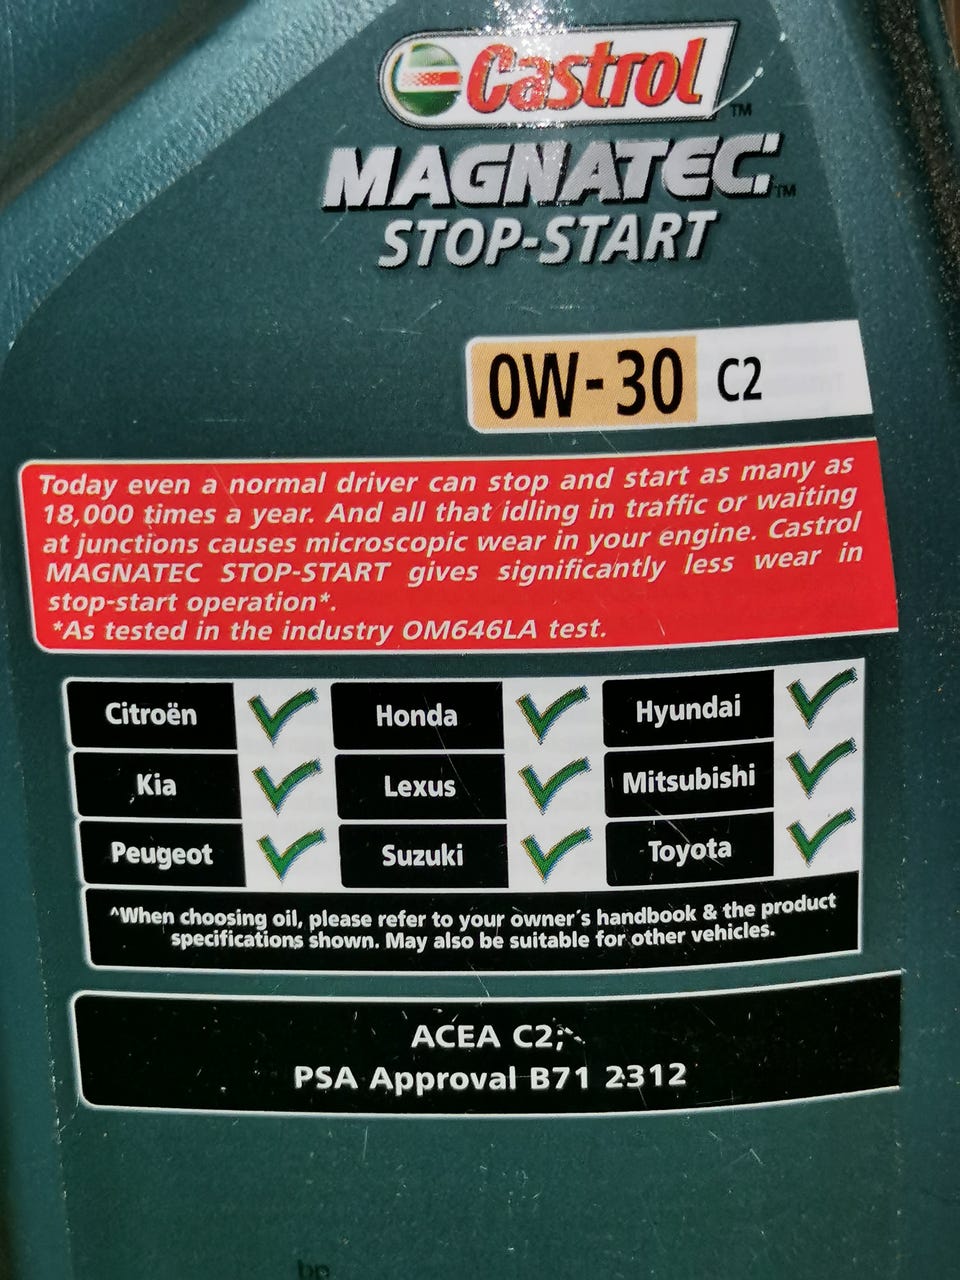 Castrol
TM
MAGNATEC
TM
STOP-START
0W-30 C2
Today even a normal driver can stop and start as many as
18,000 times a year. And all that idling in traffic or waiting
at junctions causes microscopic wear in your engine. Castrol
MAGNATEC STOP-START gives significantly less wear in
stop-start operation*.
*As tested in the industry OM646LA test.
Citroën Honda Hyundai
Kia Lexus Mitsubishi
Peugeot Suzuki Toyota
^When choosing oil, please refer to your owner´s handbook & the product
specifications shown. May also be suitable for other vehicles.
ACEA C2;
PSA Approval B71 2312
bp